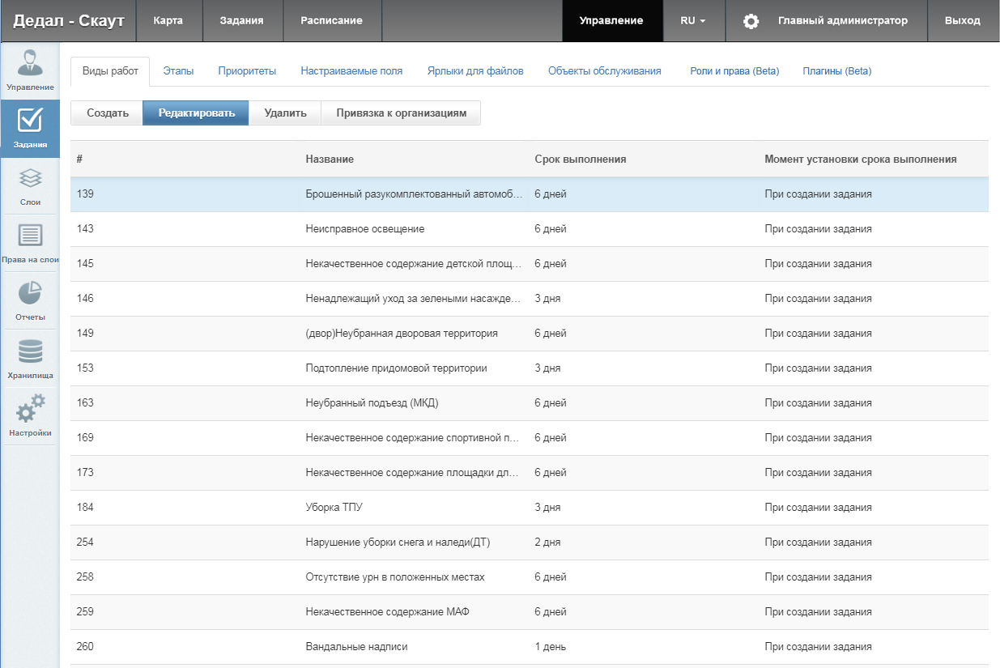 Дедал - Скаут Карта Задания Расписание Управление RU Главный администратор Выход
Управление
Задания
Слои
Права на слои
Отчеты
Хранилища
Настройки
Виды работ Этапы Приоритеты Настраиваемые поля Ярлыки для файлов Объекты обслуживания Роли и права (Beta) Плагины (Beta)
Создать Редактировать Удалить Привязка к организациям
# Название Срок выполнения Момент установки срока выполнения
139 Брошенный разукомплектованный автомоб... 6 дней При создании задания
143 Неисправное освещение 6 дней При создании задания
145 Некачественное содержание детской площ... 6 дней При создании задания
146 Ненадлежащий уход за зелеными насажде... 3 дня При создании задания
149 (двор)Неубранная дворовая территория 6 дней При создании задания
153 Подтопление придомовой территории 3 дня При создании задания
163 Неубранный подъезд (МКД) 6 дней При создании задания
169 Некачественное содержание спортивной п... 6 дней При создании задания
173 Некачественное содержание площадки дл... 6 дней При создании задания
184 Уборка ТПУ 3 дня При создании задания
254 Нарушение уборки снега и наледи(ДТ) 2 дня При создании задания
258 Отсутствие урн в положенных местах 6 дней При создании задания
259 Некачественное содержание МАФ 6 дней При создании задания
260 Вандальные надписи 1 день При создании задания